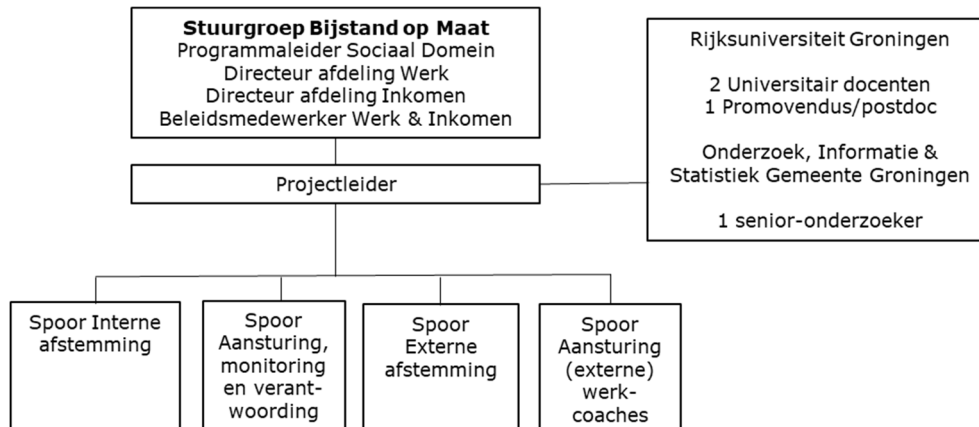 Stuurgroep Bijstand op Maat
Programmaleider Sociaal Domein
Directeur afdeling Werk
Directeur afdeling Inkomen
Beleidsmedewerker Werk & Inkomen
Projectleider
Rijksuniversiteit Groningen
2 Universitair docenten
1 Promovendus/postdoc
Onderzoek, Informatie &
Statistiek Gemeente Groningen
1 senior-onderzoeker
Spoor Interne
afstemming
Spoor
Aansturing,
monitoring
en verant-
woording
Spoor
Externe
afstemming
Spoor
Aansturing
(externe)
werk-
coaches